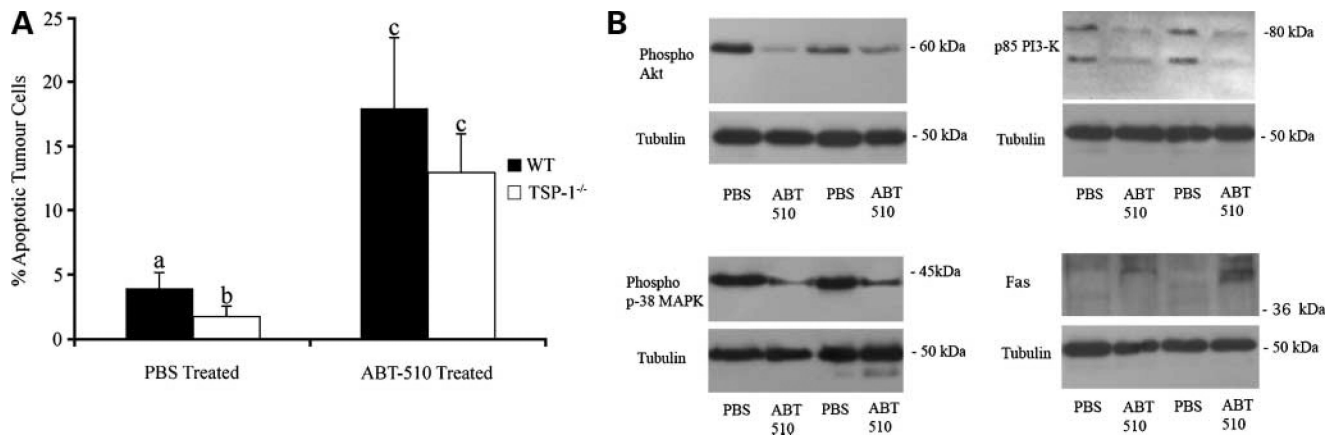 A
% Apoptotic Tumour Cells
25
20
15
10
5
0
a
b
c
c
PBS Treated
ABT-510 Treated
WT
TSP-1-/-
B
Phospho
Akt
- 60 kDa
Tubulin
- 50 kDa
PBS ABT PBS ABT
510 510
p85 PI3-K
-80 kDa
Tubulin
- 50 kDa
PBS ABT PBS ABT
510 510
Phospho
p-38 MAPK
- 45kDa
Tubulin
- 50 kDa
PBS ABT PBS ABT
510 510
Fas
- 36 kDa
Tubulin
- 50 kDa
PBS ABT PBS ABT
510 510